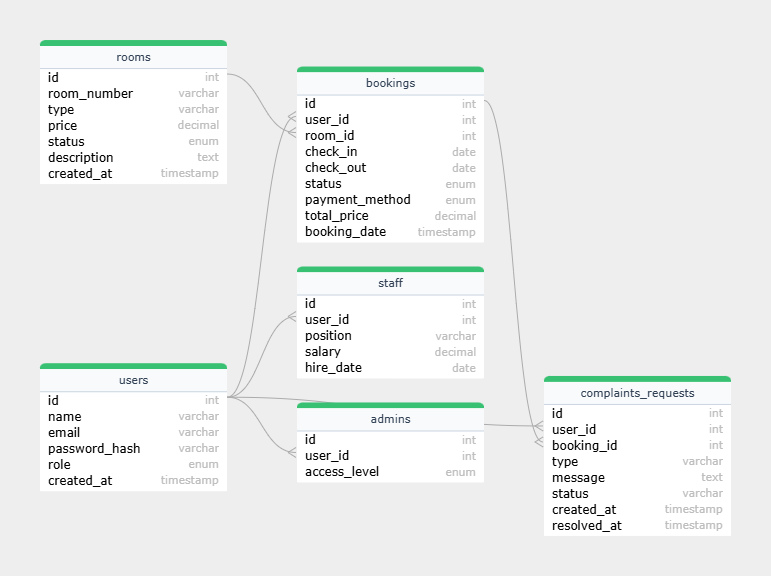 rooms
id int
room_number varchar
type varchar
price decimal
status enum
description text
created_at timestamp
bookings
id int
user_id int
room_id int
check_in date
check_out date
status enum
payment_method enum
total_price decimal
booking_date timestamp
staff
id int
user_id int
position varchar
salary decimal
hire_date date
users
id int
name varchar
email varchar
password_hash varchar
role enum
created_at timestamp
admins
id int
user_id int
access_level enum
complaints_requests
id int
user_id int
booking_id int
type varchar
message text
status varchar
created_at timestamp
resolved_at timestamp